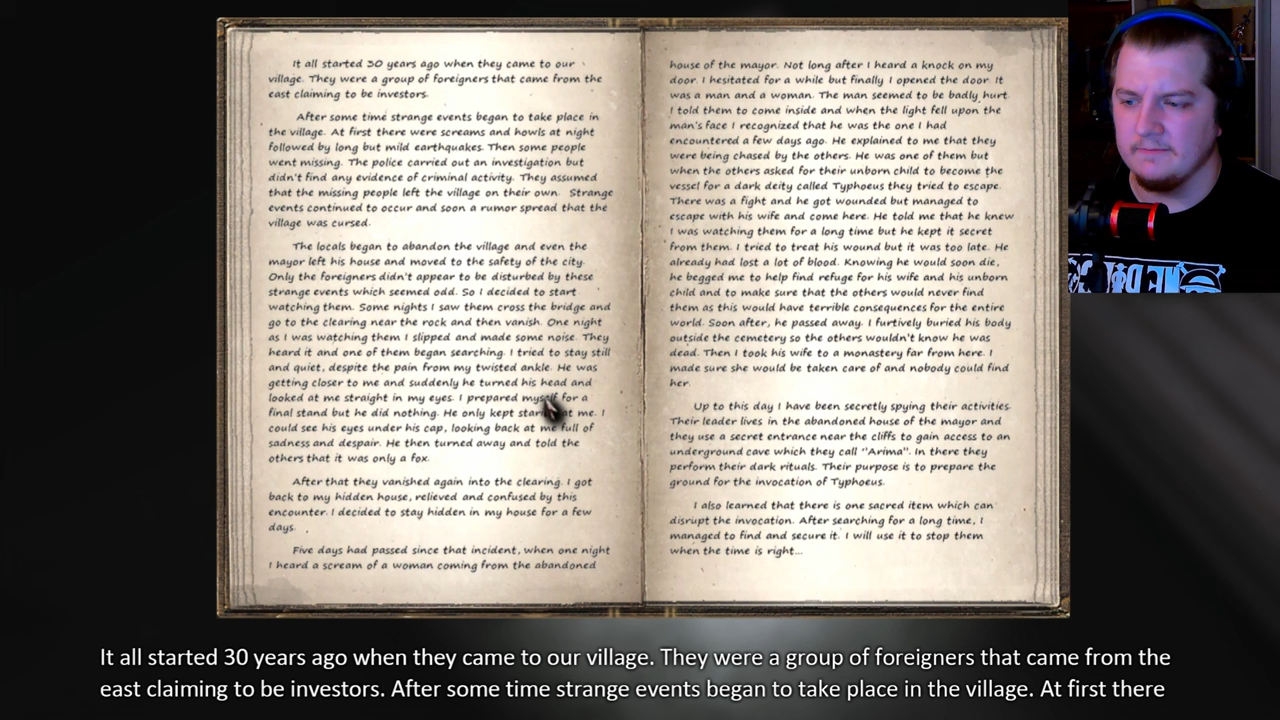 It all started 30 years ago when they came to our
village. They were a group of foreigners that came from the
east claiming to be investors.
After some time strange events began to take place in
the village. At first there were screams and howls at night
followed by long but mild earthquakes. Then some people
went missing. The police carried out an investigation but
didn't find any evidence of criminal activity. They assumed
that the missing people left the village on their own. Strange
events continued to occur and soon a rumor spread that the
village was cursed.
The locals began to abandon the village and even the
mayor left his house and moved to the safety of the city.
Only the foreigners didn't appear to be disturbed by these
strange events which seemed odd. So I decided to start
watching them. Some nights I saw them cross the bridge and
go to the clearing near the rock and then vanish. One night
as I was watching them I slipped and made some noise. They
heard it and one of them began searching. I tried to stay still
and quiet, despite the pain from my twisted ankle. He was
getting closer to me and suddenly he turned his head and
looked at me straight in my eyes. I prepared myself for a
final stand but he did nothing. He only kept at me. I
could see his eyes under his cap, looking back at me full of
sadness and despair. He then turned away and told the
others that it was only a fox.
After that they vanished again into the clearing. I got
back to my hidden house, relieved and confused by this
encounter. I decided to stay hidden in my house for a few
days.
Five days had passed since that incident, when one night
I heard a scream of a woman coming from the abandoned
house of the mayor. Not long after I heard a knock on my
door. I hesitated for a while but finally I opened the door. It
was a man and a woman. The man seemed to be badly hurt.
I told them to come inside and when the light fell upon the
man's face I recognized that he was the one I had
encountered a few days ago. He explained to me that they
were being chased by the others. He was one of them but
when the others asked for their unborn child to become the
vessel for a dark deity called Typhoeus they tried to escape.
There was a fight and he got wounded but managed to
escape with his wife and come here. He told me that he knew
I was watching them for a long time but he kept it secret
from them. I tried to treat his wound but it was too late. He
already had lost a lot of blood. Knowing he would soon die,
he begged me to help find refuge for his wife and his unborn
child and to make sure that the others would never find
them as this would have terrible consequences for the entire
world. Soon after, he passed away. I furtively buried his body
outside the cemetery so the others wouldn't know he was
dead. Then I took his wife to a monastery far from here. I
made sure she would be taken care of and nobody could find
her.
Up to this day I have been secretly spying their activities.
Their leader lives in the abandoned house of the mayor and
they use a secret entrance near the cliffs to gain access to an
underground cave which they call "Arima". In there they
perform their dark rituals. Their purpose is to prepare the
ground for the invocation of Typhoeus.
I also learned that there is one sacred item which can
disrupt the invocation. After searching for a long time, I
managed to find and secure it. I will use it to stop them
when the time is right...
It all started 30 years ago when they came to our village. They were a group of foreigners that came from the
east claiming to be investors. After some time strange events began to take place in the village. At first there